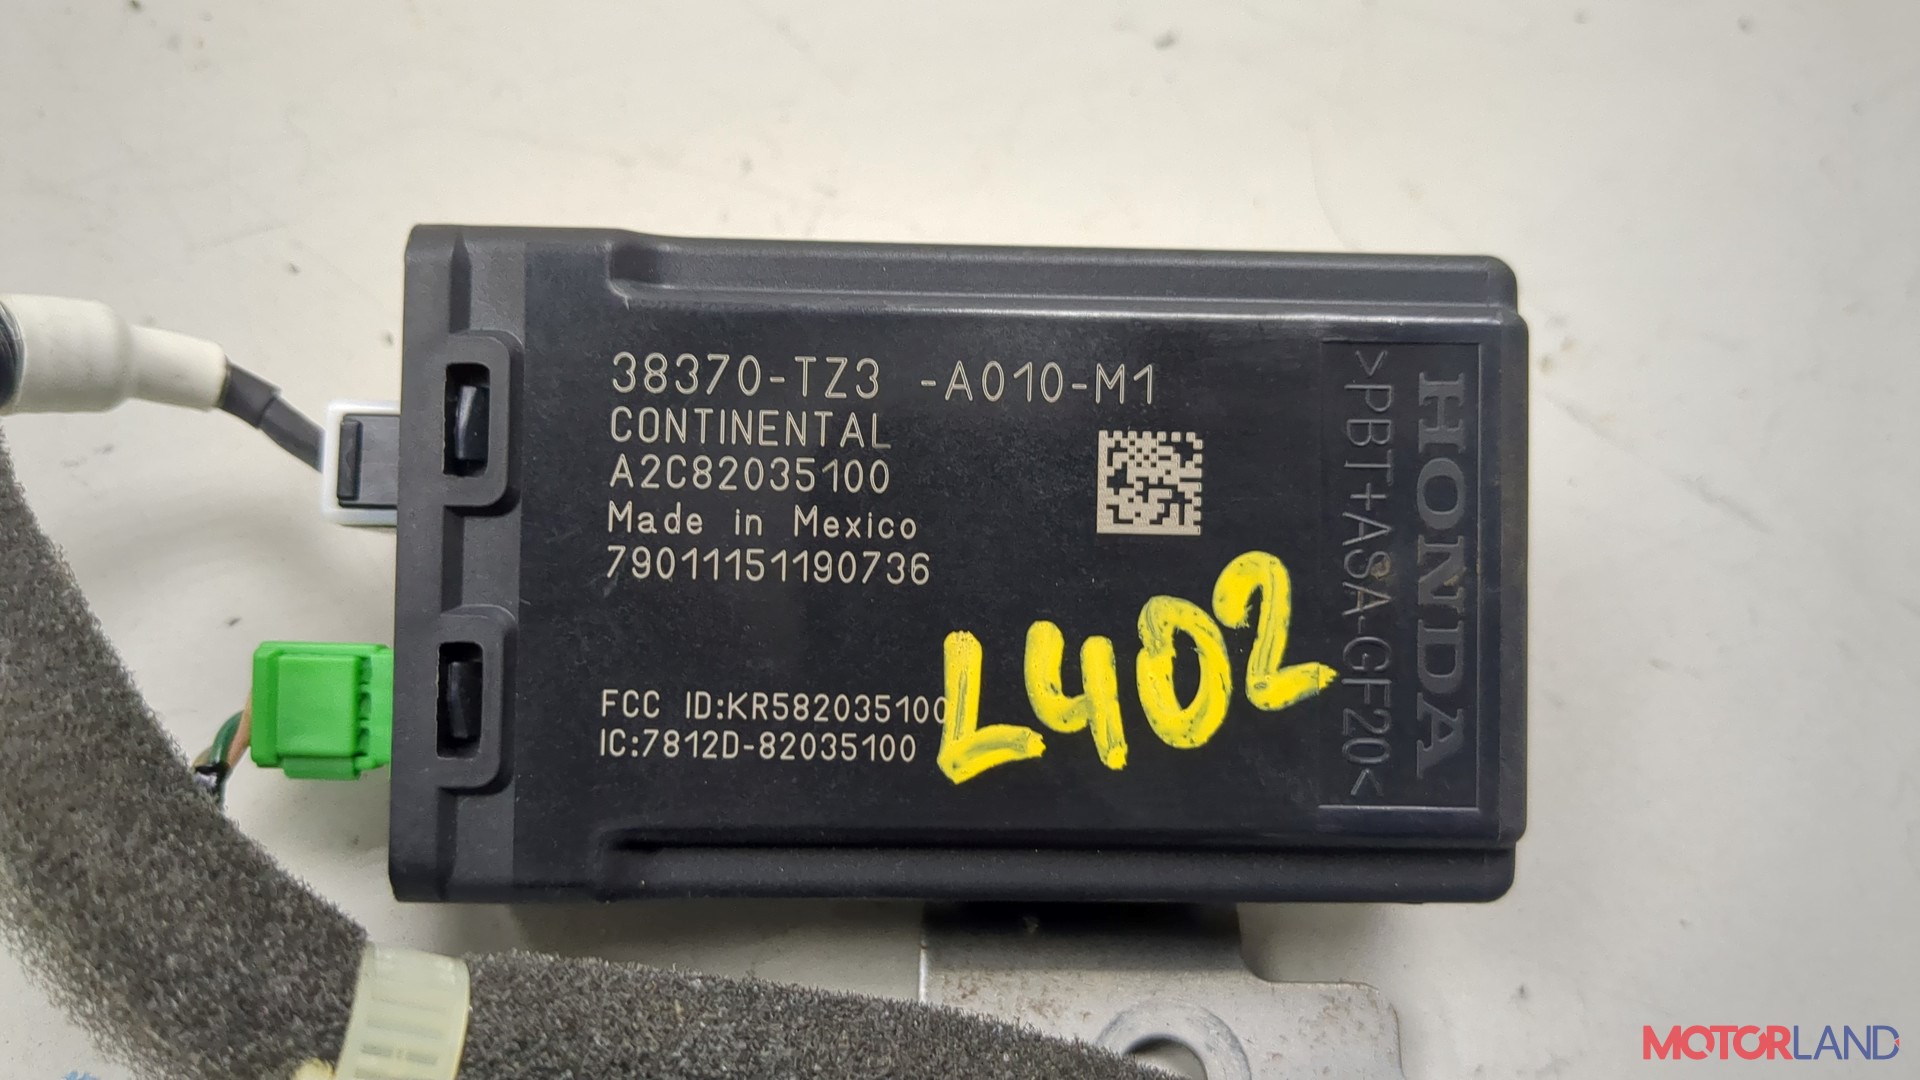 38370-TZ3 -A010-M1
CONTINENTAL
A2C82035100
Made in Mexico
79011151190736
FCC ID:KR582035100
IC:7812D-82035100
L402
>PBT+ASA-GF20<
HONDA
MOTORLAND